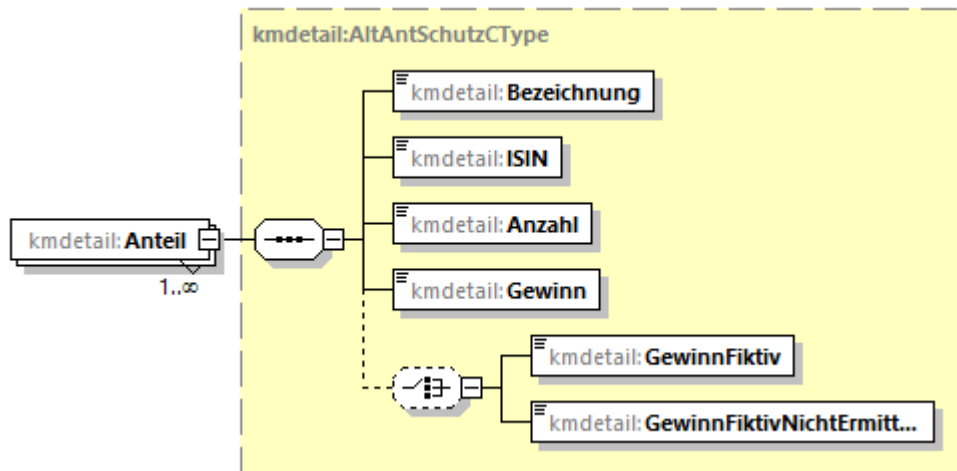 kmdetail:AltAntSchutzCType
kmdetail:Bezeichnung
kmdetail:ISIN
kmdetail:Anzahl
kmdetail:Anteil
1..∞
kmdetail:Gewinn
kmdetail:GewinnFiktiv
kmdetail:GewinnFiktivNichtErmitt...